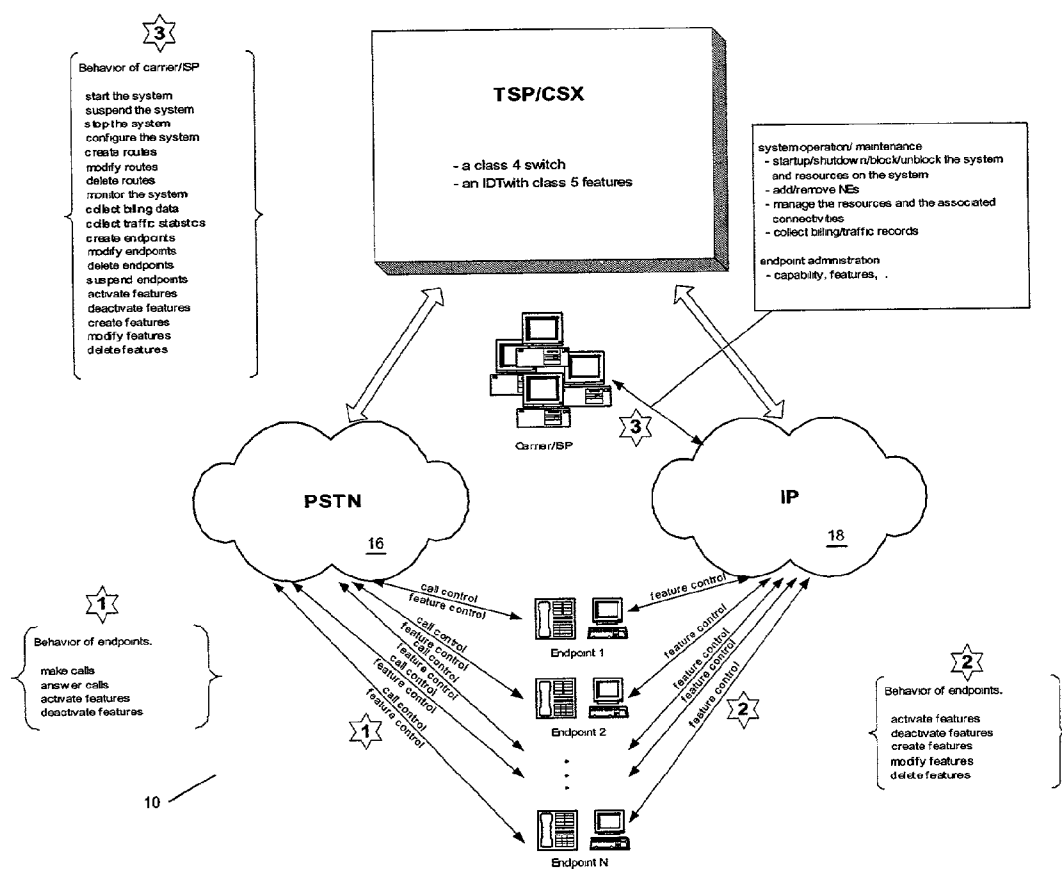 3
Behavior of carrier/ISP
start the system
suspend the system
stop the system
configure the system
create routes
modify routes
delete routes
monitor the system
collect billing data
collect traffic statistics
create endpoints
modify endpoints
delete endpoints
suspend endpoints
activate features
deactivate features
create features
modify features
delete features
TSP/CSX
- a class 4 switch
- an IDTwith class 5 features
system operation/ maintenance
- startup/shutdown/block/unblock the system
and resources on the system
- add/remove NEs
- manage the resources and the associated
connectivities
- collect billing/traffic records
endpoint administration
- capability, features, .
Carrier/ISP
3
PSTN
16
IP
18
call control
feature control
feature control
Endpoint 1
call control
feature control
feature control
Endpoint 2
call control
feature control
feature control
call control
feature control
feature control
call control
feature control
feature control
1
2
Endpoint N
1
Behavior of endpoints.
make calls
answer calls
activate features
deactivate features
2
Behavior of endpoints.
activate features
deactivate features
create features
modify features
delete features
10